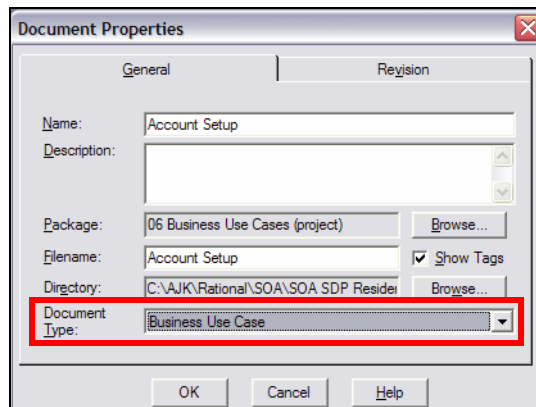 Document Properties
General Revision
Name: Account Setup
Description:
Package: 06 Business Use Cases (project) Browse...
Filename: Account Setup Show Tags
Directory: C:\AJK\Rational\SOA\SOA SDP Resider Browse...
Document
Type: Business Use Case
OK Cancel Help